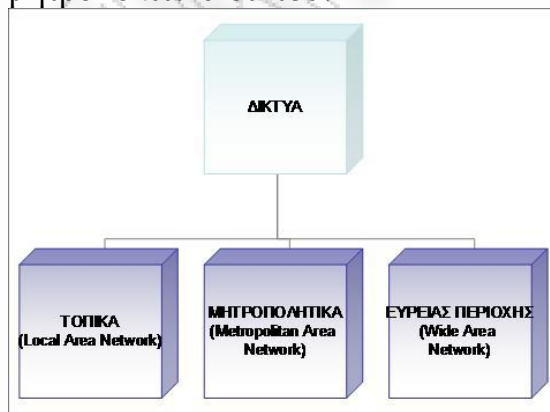 ΔΙΚΤΥΑ
ΤΟΠΙΚΑ
(Local Area Network)
ΜΗΤΡΟΠΟΛΗΤΙΚΑ
(Metropolitan Area
Network)
ΕΥΡΕΙΑΣ ΠΕΡΙΟΧΗΣ
(Wide Area
Network)